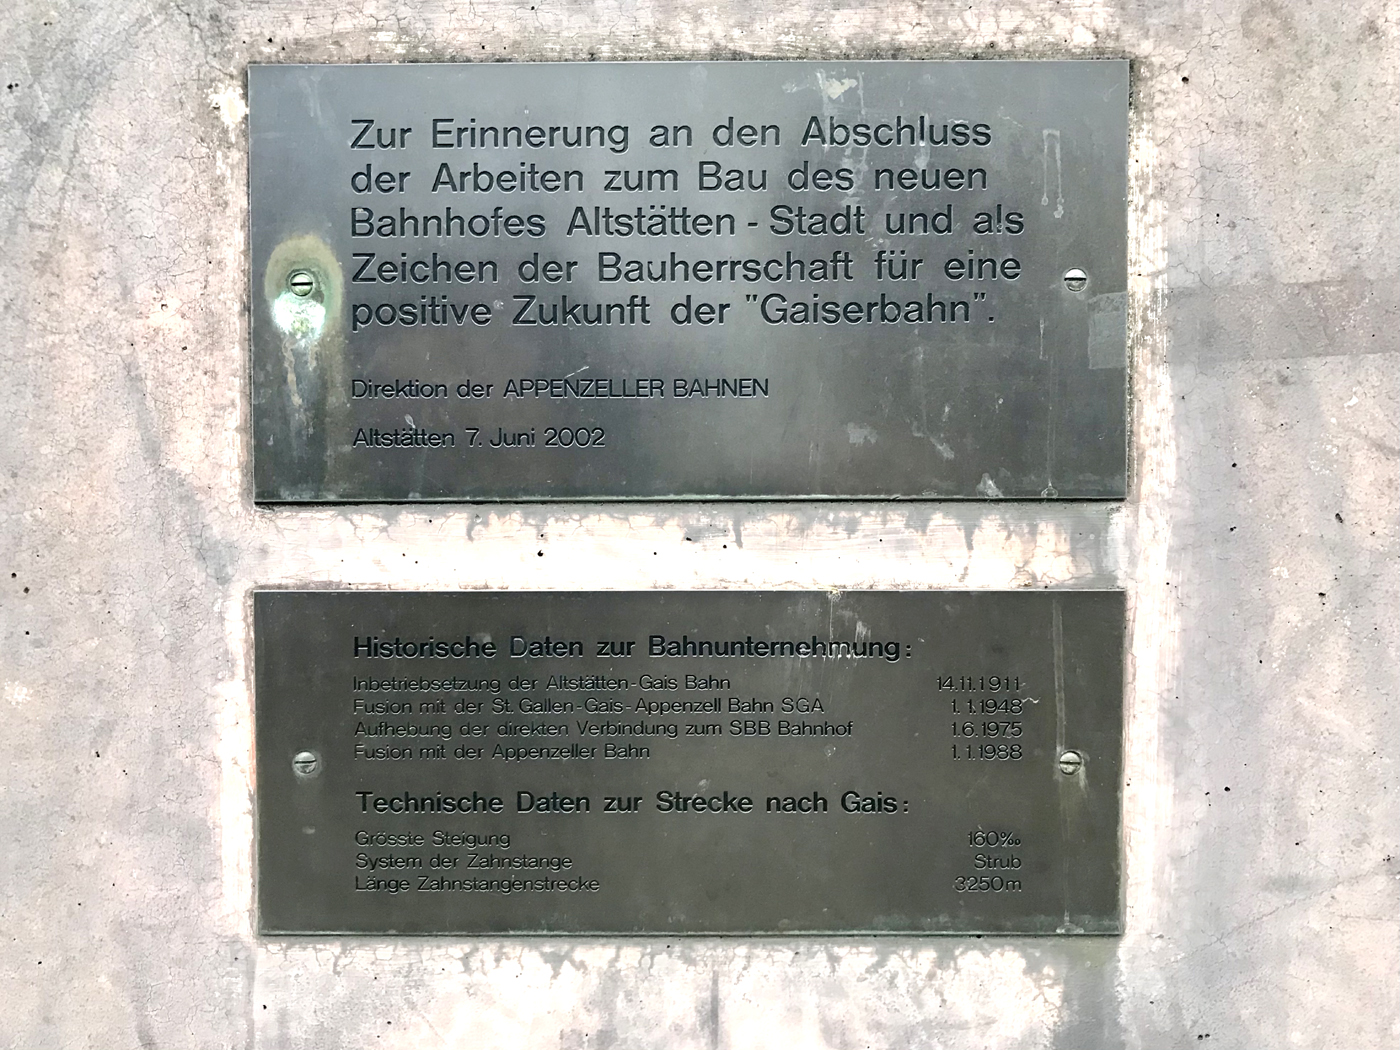 Zur Erinnerung an den Abschluss
der Arbeiten zum Bau des neuen
Bahnhofes Altstätten - Stadt und als
Zeichen der Bauherrschaft für eine
positive Zukunft der "Gaiserbahn".
Direktion der APPENZELLER BAHNEN
Altstätten 7. Juni 2002
Historische Daten zur Bahnunternehmung:
Inbetriebsetzung der Altstätten-Gais Bahn 14.11.1911
Fusion mit der St. Gallen-Gais-Appenzell Bahn SGA 1.1.1948
Aufhebung der direkten Verbindung zum SBB Bahnhof 1.6.1975
Fusion mit der Appenzeller Bahn 1.1.1988
Technische Daten zur Strecke nach Gais:
Grösste Steigung 160‰
System der Zahnstange Strub
Länge Zahnstangenstrecke 3250m